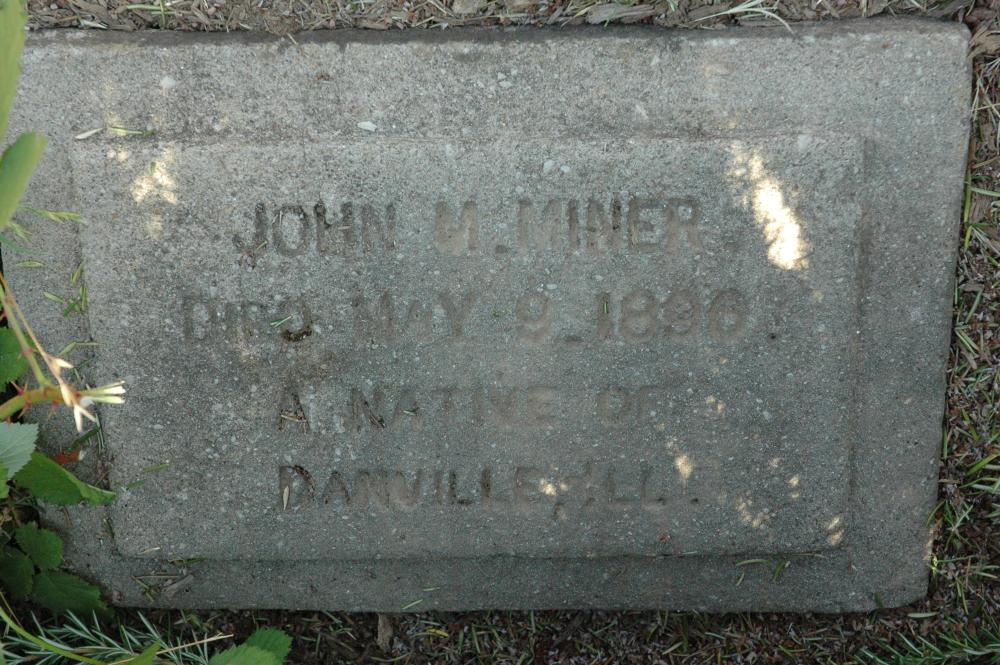 JOHN M. MINER.
DIED MAY 9, 1896
A NATIVE OF
DANVILLE, ILL.